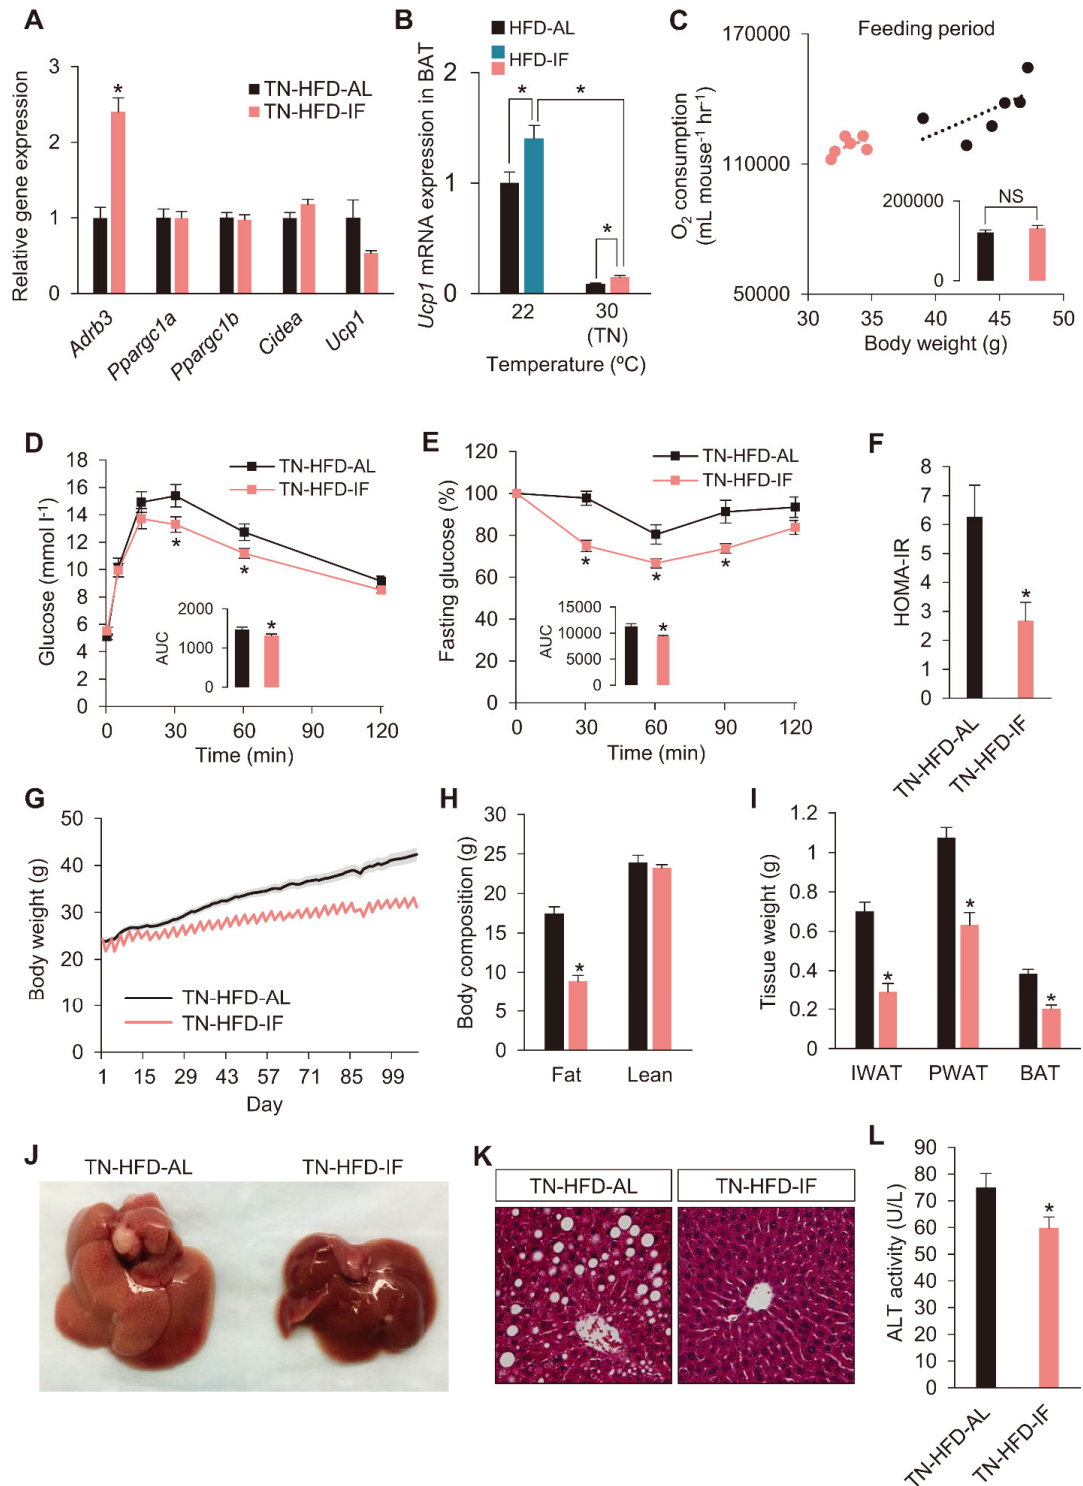 A
Relative gene expression
3
2
1
0
TN-HFD-AL
TN-HFD-IF
*
Adrb3
Ppargc1a
Ppargc1b
Cidea
Ucp1
B
HFD-AL
HFD-IF
Ucp1 mRNA expression in BAT
2
1
0
*
*
*
22
30
(TN)
Temperature (ºC)
C
Feeding period
O₂ consumption
(mL mouse⁻¹ hr⁻¹)
170000
110000
50000
200000
0
NS
30
35
40
45
50
Body weight (g)
D
Glucose (mmol l⁻¹)
18
16
14
12
10
8
6
4
2
0
TN-HFD-AL
TN-HFD-IF
*
*
AUC
2000
1000
0
*
0
30
60
90
120
Time (min)
E
Fasting glucose (%)
120
100
80
60
40
20
0
TN-HFD-AL
TN-HFD-IF
*
*
*
AUC
15000
10000
5000
0
*
0
30
60
90
120
Time (min)
F
HOMA-IR
8
7
6
5
4
3
2
1
0
*
TN-HFD-AL
TN-HFD-IF
G
Body weight (g)
50
40
30
20
10
0
TN-HFD-AL
TN-HFD-IF
1
15
29
43
57
71
85
99
Day
H
Body composition (g)
30
25
20
15
10
5
0
*
Fat
Lean
I
Tissue weight (g)
1.2
1
0.8
0.6
0.4
0.2
0
*
*
*
IWAT
PWAT
BAT
J
TN-HFD-AL
TN-HFD-IF
K
TN-HFD-AL
TN-HFD-IF
L
ALT activity (U/L)
90
80
70
60
50
40
30
20
10
0
*
TN-HFD-AL
TN-HFD-IF